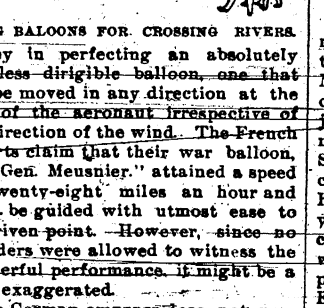 BALOONS FOR CROSSING RIVERS.
in perfecting an absolutely
less dirigible balloon, one that
be moved in any direction at the
of the aeronaut irrespective of
irection of the wind. The French
ts claim that their war balloon,
Gen. Meusnier." attained a speed
wenty-eight miles an hour and
be guided with utmost ease to
iven point. However, since no
ders were allowed to witness the
erful performance, it might be a
exaggerated.